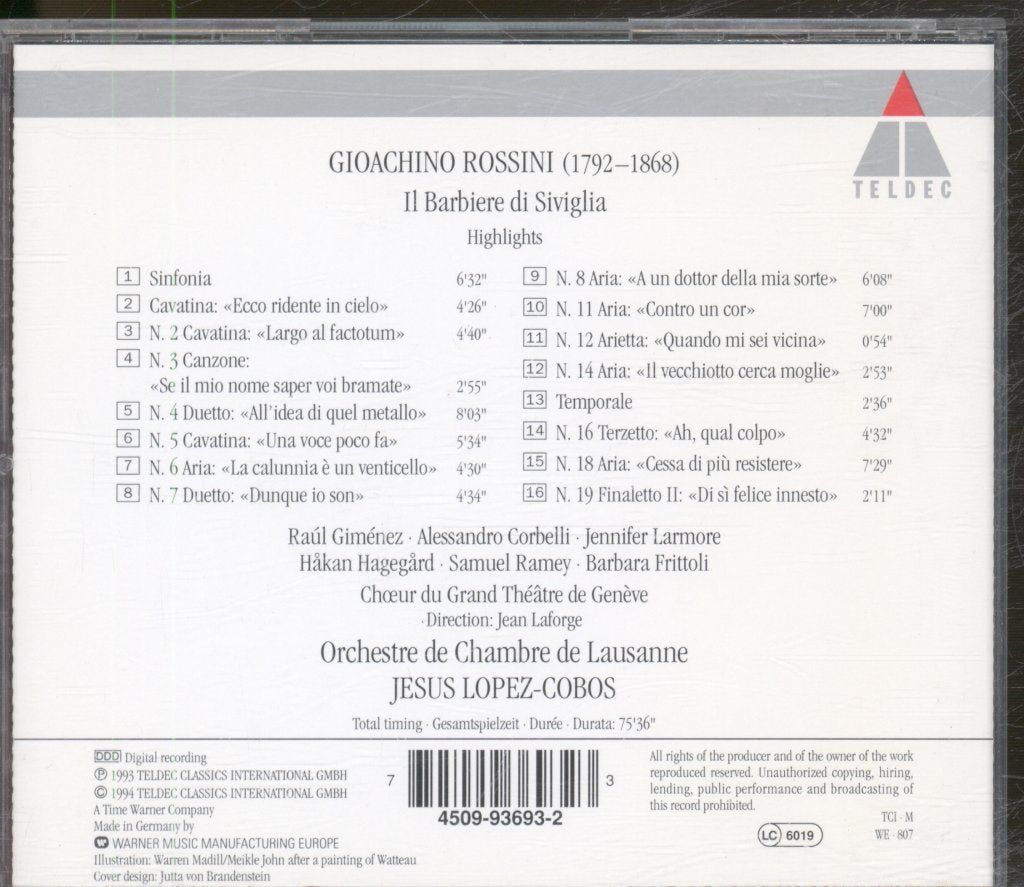 TELDEC
GIOACHINO ROSSINI (1792–1868)
Il Barbiere di Siviglia
Highlights
1 Sinfonia 6'32"
2 Cavatina: «Ecco ridente in cielo» 4'26"
3 N. 2 Cavatina: «Largo al factotum» 4'40"
4 N. 3 Canzone:
«Se il mio nome saper voi bramate» 2'55"
5 N. 4 Duetto: «All'idea di quel metallo» 8'03"
6 N. 5 Cavatina: «Una voce poco fa» 5'34"
7 N. 6 Aria: «La calunnia è un venticello» 4'30"
8 N. 7 Duetto: «Dunque io son» 4'34"
9 N. 8 Aria: «A un dottor della mia sorte» 6'08"
10 N. 11 Aria: «Contro un cor» 7'00"
11 N. 12 Arietta: «Quando mi sei vicina» 0'54"
12 N. 14 Aria: «Il vecchiotto cerca moglie» 2'53"
13 Temporale 2'36"
14 N. 16 Terzetto: «Ah, qual colpo» 4'32"
15 N. 18 Aria: «Cessa di più resistere» 7'29"
16 N. 19 Finaletto II: «Di sì felice innesto» 2'11"
Raúl Giménez · Alessandro Corbelli · Jennifer Larmore
Håkan Hagegård · Samuel Ramey · Barbara Frittoli
Chœur du Grand Théâtre de Genève
·Direction: Jean Laforge
Orchestre de Chambre de Lausanne
JESUS LOPEZ-COBOS
Total timing · Gesamtspielzeit · Durée · Durata: 75'36"
DDD Digital recording
℗ 1993 TELDEC CLASSICS INTERNATIONAL GMBH
© 1994 TELDEC CLASSICS INTERNATIONAL GMBH
A Time Warner Company
Made in Germany by
WARNER MUSIC MANUFACTURING EUROPE
Illustration: Warren Madill/Meikle John after a painting of Watteau
Cover design: Jutta von Brandenstein
7 3
4509-93693-2
All rights of the producer and of the owner of the work
reproduced reserved. Unauthorized copying, hiring,
lending, public performance and broadcasting of
this record prohibited.
TCI · M
LC 6019
WE · 807